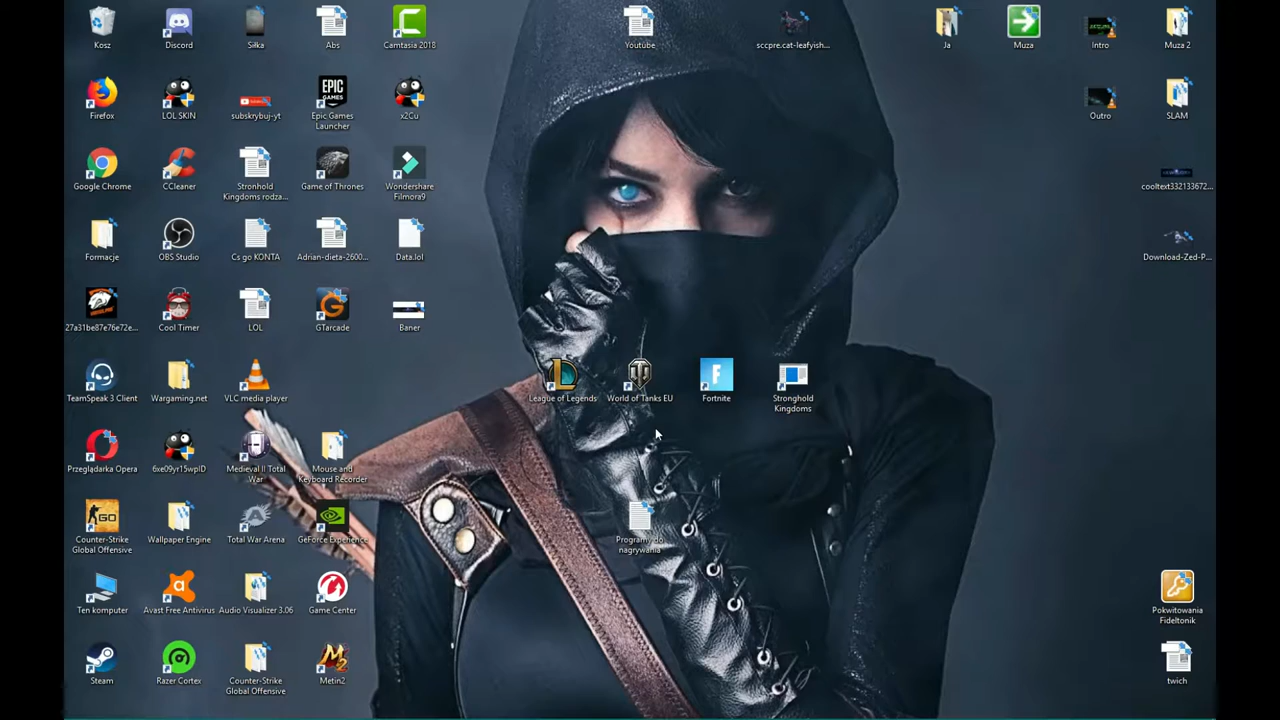 Kosz
Discord
Siłka
Abs
Camtasia 2018
Youtube
sccpre.cat-leafyish...
Ja
Muza
Intro
Muza 2
Firefox
LOL SKIN
subskrybuj-yt
EPIC
GAMES
Epic Games
Launcher
x2Cu
Outro
SLAM
Google Chrome
CCleaner
Stronhold
Kingdoms rodza...
Game of Thrones
Wondershare
Filmora9
cooltext332133672...
Formacje
OBS Studio
Cs go KONTA
Adrian-dieta-2600...
Data.lol
Download-Zed-P...
27a31be87e76e72e...
Cool Timer
LOL
GTarcade
Baner
TeamSpeak 3 Client
Wargaming.net
VLC media player
League of Legends
World of Tanks EU
F
Fortnite
Stronghold
Kingdoms
Przeglądarka Opera
6xe09yr15wpID
Medieval II Total
War
Mouse and
Keyboard Recorder
GO
Counter-Strike
Global Offensive
Wallpaper Engine
Total War Arena
GeForce Experience
Programy do
nagrywania
Ten komputer
Avast Free Antivirus
Audio Visualizer 3.06
Game Center
Pokwitowania
Fideltonik
Steam
Razer Cortex
Counter-Strike
Global Offensive
Metin2
twich